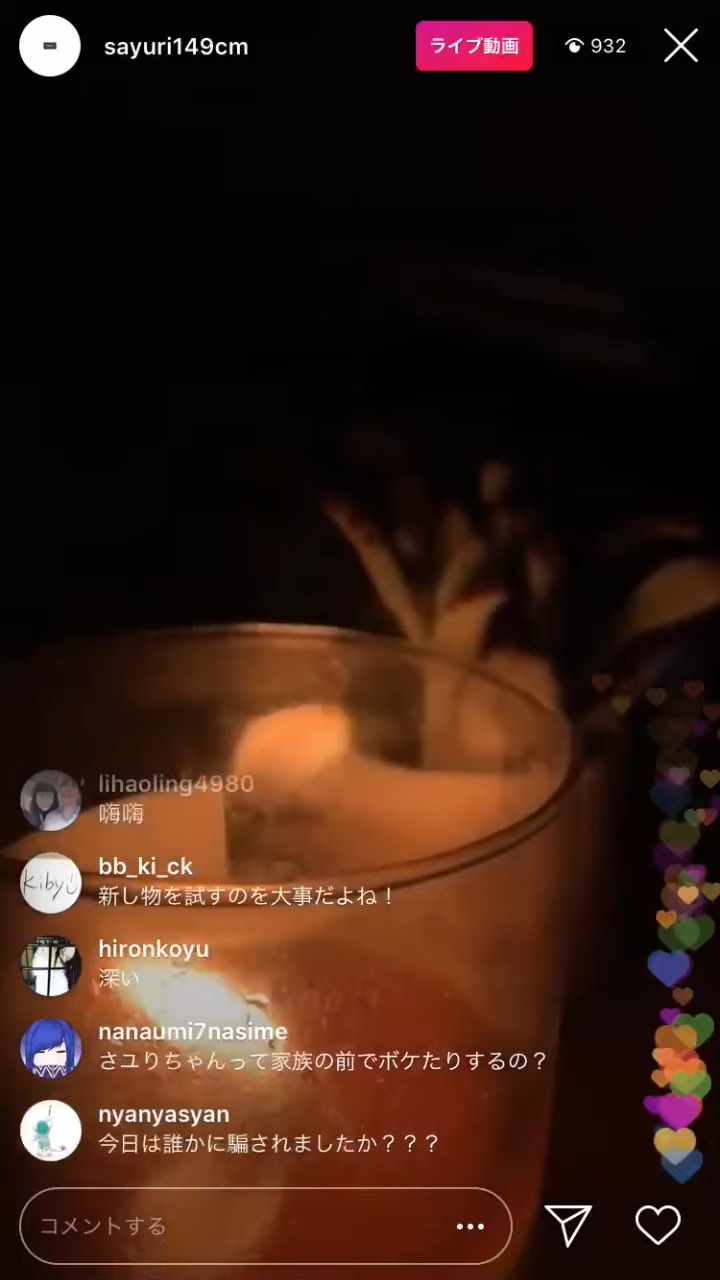 sayuri149cm
ライブ動画
932
lihaoling4980
嗨嗨
Kiby
bb_ki_ck
新し物を試すのを大事だよね！
hironkoyu
深い
nanaumi7nasime
さユりちゃんって家族の前でボケたりするの？
nyanyasyan
今日は誰かに騙されましたか？？？
コメントする